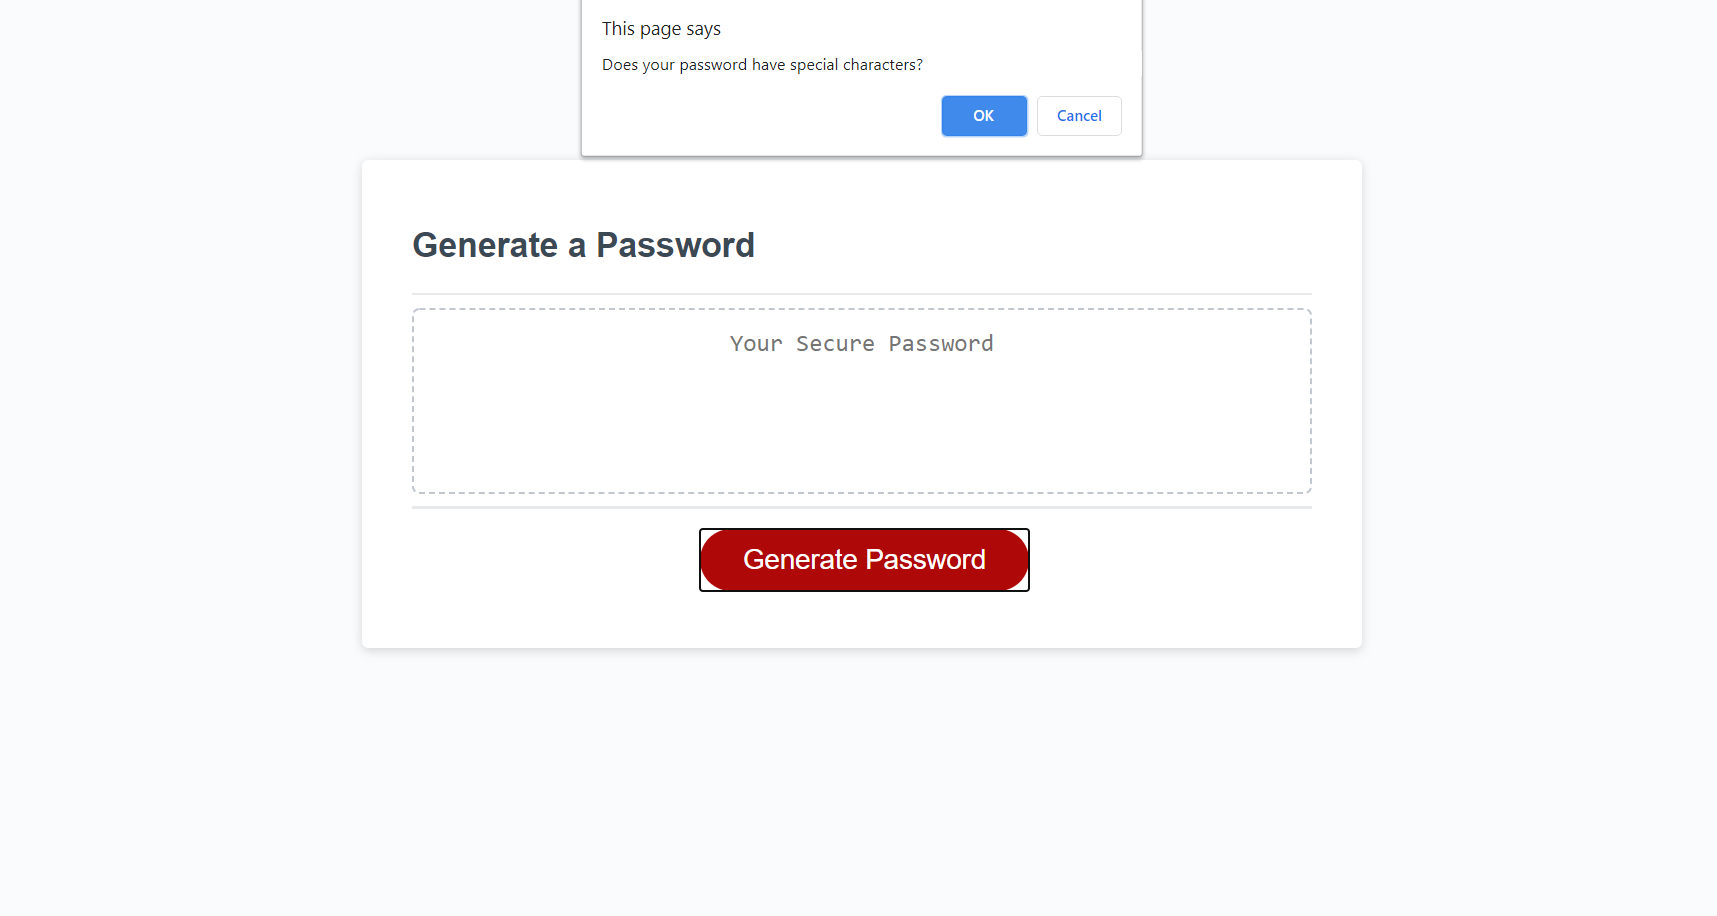 This page says
Does your password have special characters?
OK
Cancel
Generate a Password
Your Secure Password
Generate Password